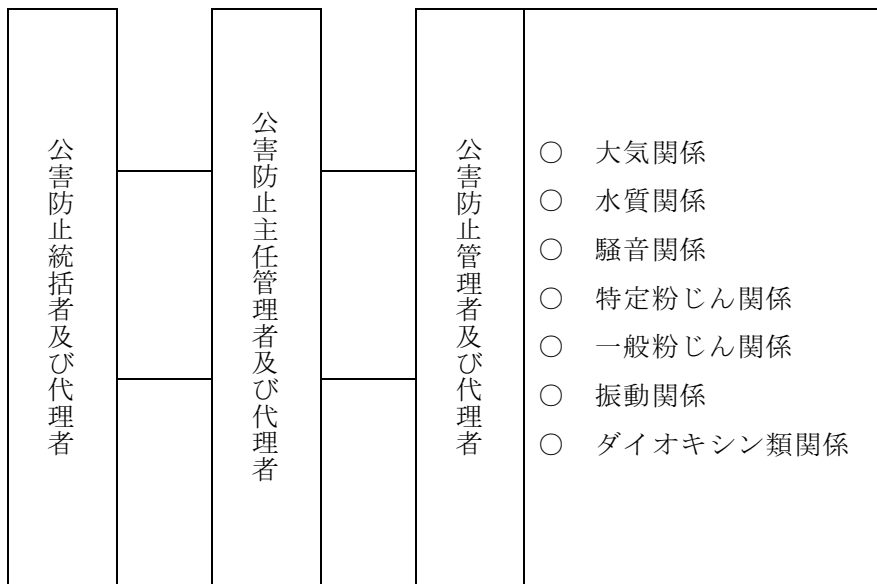 公害防止統括者及び代理者
公害防止主任管理者及び代理者
公害防止管理者及び代理者
○ 大気関係
○ 水質関係
○ 騒音関係
○ 特定粉じん関係
○ 一般粉じん関係
○ 振動関係
○ ダイオキシン類関係